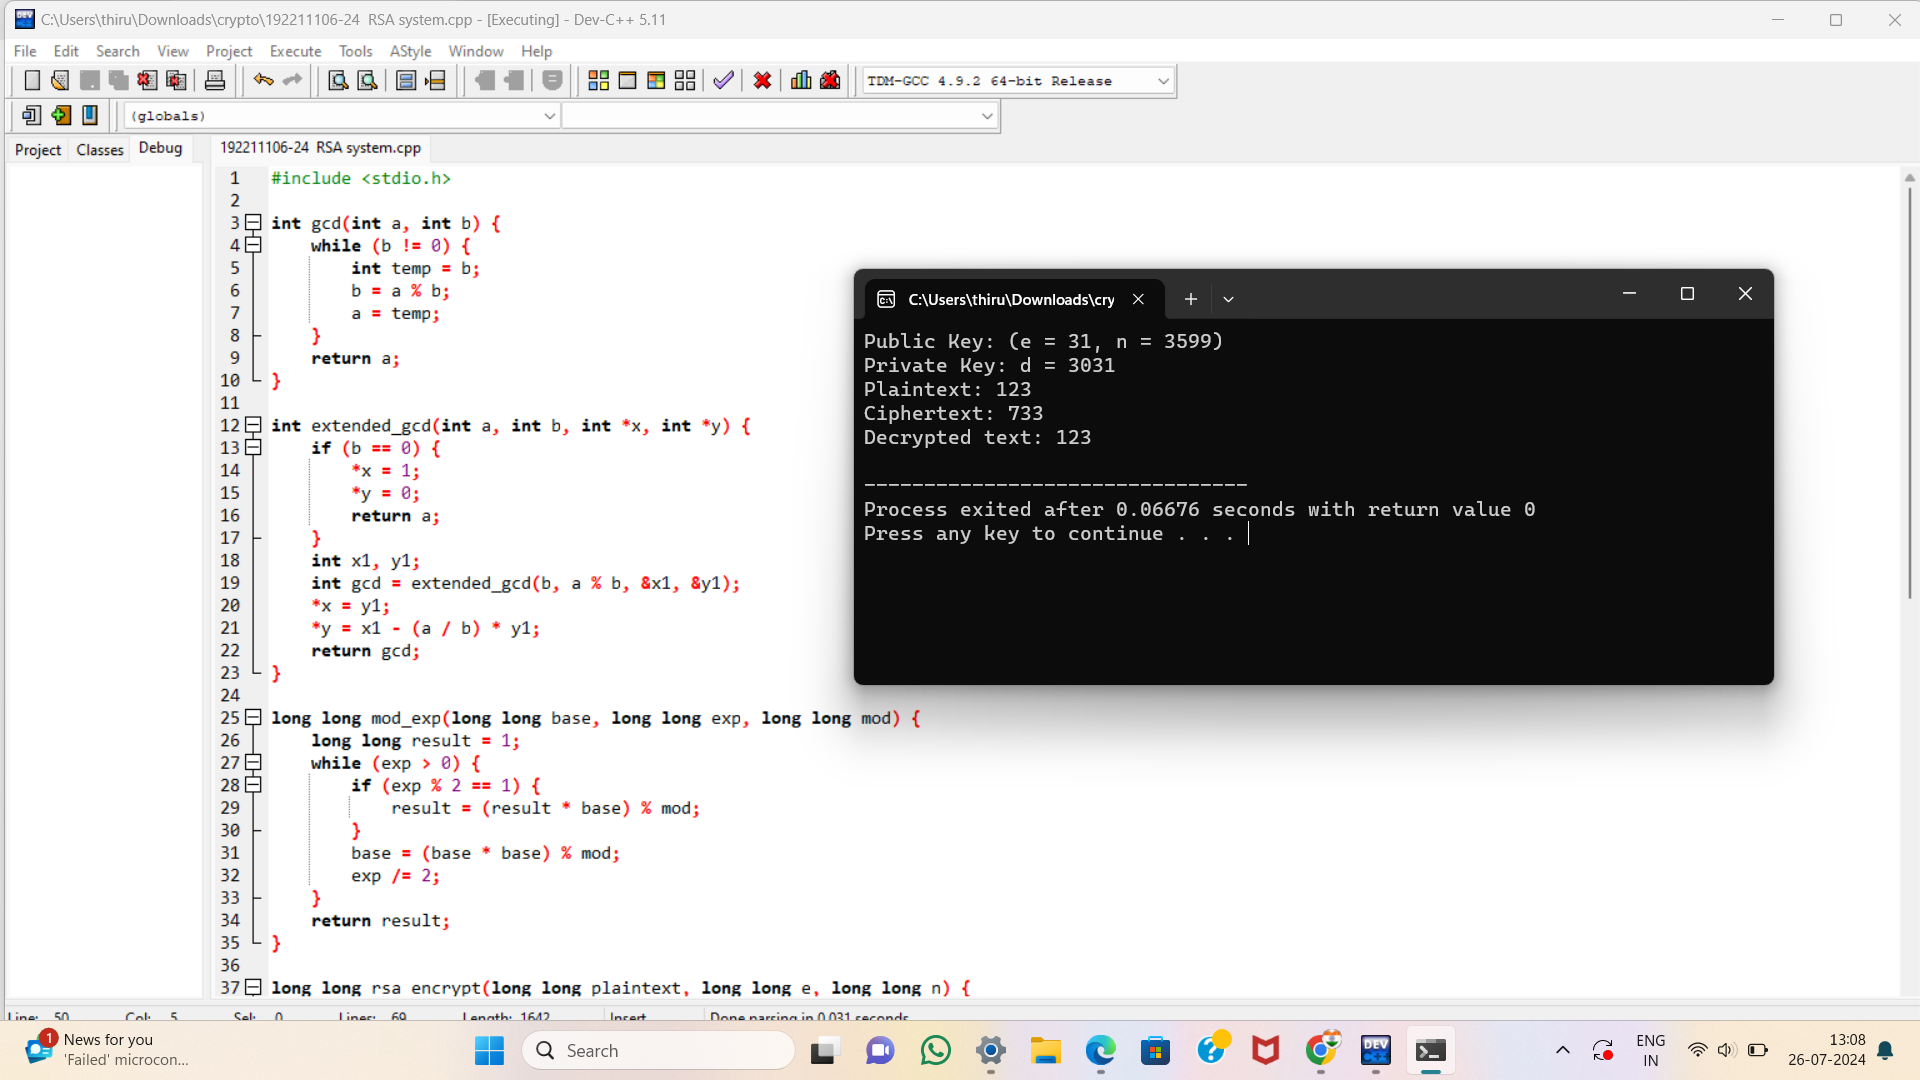 C:\Users\thiru\Downloads\crypto\192211106-24  RSA system.cpp - [Executing] - Dev-C++ 5.11
File Edit Search View Project Execute Tools AStyle Window Help
TDM-GCC 4.9.2 64-bit Release
(globals)
Project Classes Debug
192211106-24  RSA system.cpp
1 #include <stdio.h>
2
3 int gcd(int a, int b) {
4     while (b != 0) {
5         int temp = b;
6         b = a % b;
7         a = temp;
8     }
9     return a;
10 }
11
12 int extended_gcd(int a, int b, int *x, int *y) {
13     if (b == 0) {
14         *x = 1;
15         *y = 0;
16         return a;
17     }
18     int x1, y1;
19     int gcd = extended_gcd(b, a % b, &x1, &y1);
20     *x = y1;
21     *y = x1 - (a / b) * y1;
22     return gcd;
23 }
24
25 long long mod_exp(long long base, long long exp, long long mod) {
26     long long result = 1;
27     while (exp > 0) {
28         if (exp % 2 == 1) {
29             result = (result * base) % mod;
30         }
31         base = (base * base) % mod;
32         exp /= 2;
33     }
34     return result;
35 }
36
37 long long rsa_encrypt(long long plaintext, long long e, long long n) {
C:\Users\thiru\Downloads\cry
Public Key: (e = 31, n = 3599)
Private Key: d = 3031
Plaintext: 123
Ciphertext: 733
Decrypted text: 123
--------------------------------
Process exited after 0.06676 seconds with return value 0
Press any key to continue . . .
Line: 50 Col: 5 Sel: 0 Lines: 69 Length: 1642 Insert Done parsing in 0.031 seconds
1
News for you
'Failed' microcon...
Search
DEV
C++
ENG
IN
13:08
26-07-2024